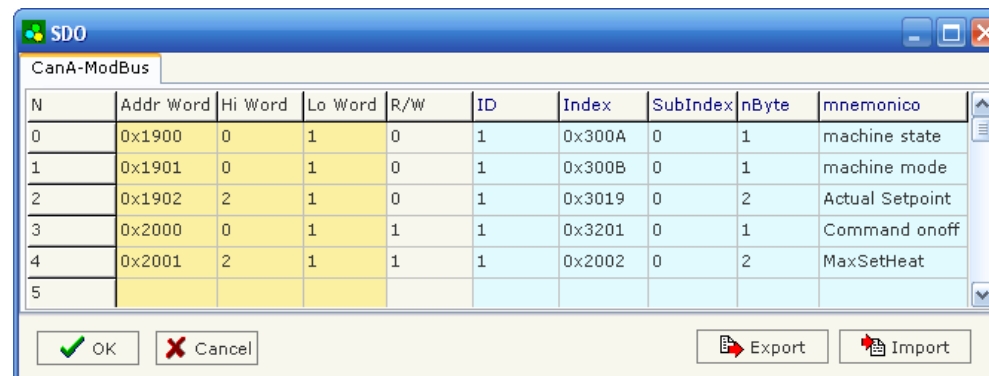 SDO
CanA-ModBus
N Addr Word Hi Word Lo Word R/W ID Index SubIndex nByte mnemonico
0 0x1900 0 1 0 1 0x300A 0 1 machine state
1 0x1901 0 1 0 1 0x300B 0 1 machine mode
2 0x1902 2 1 0 1 0x3019 0 2 Actual Setpoint
3 0x2000 0 1 1 1 0x3201 0 1 Command onoff
4 0x2001 2 1 1 1 0x2002 0 2 MaxSetHeat
5
OK Cancel Export Import